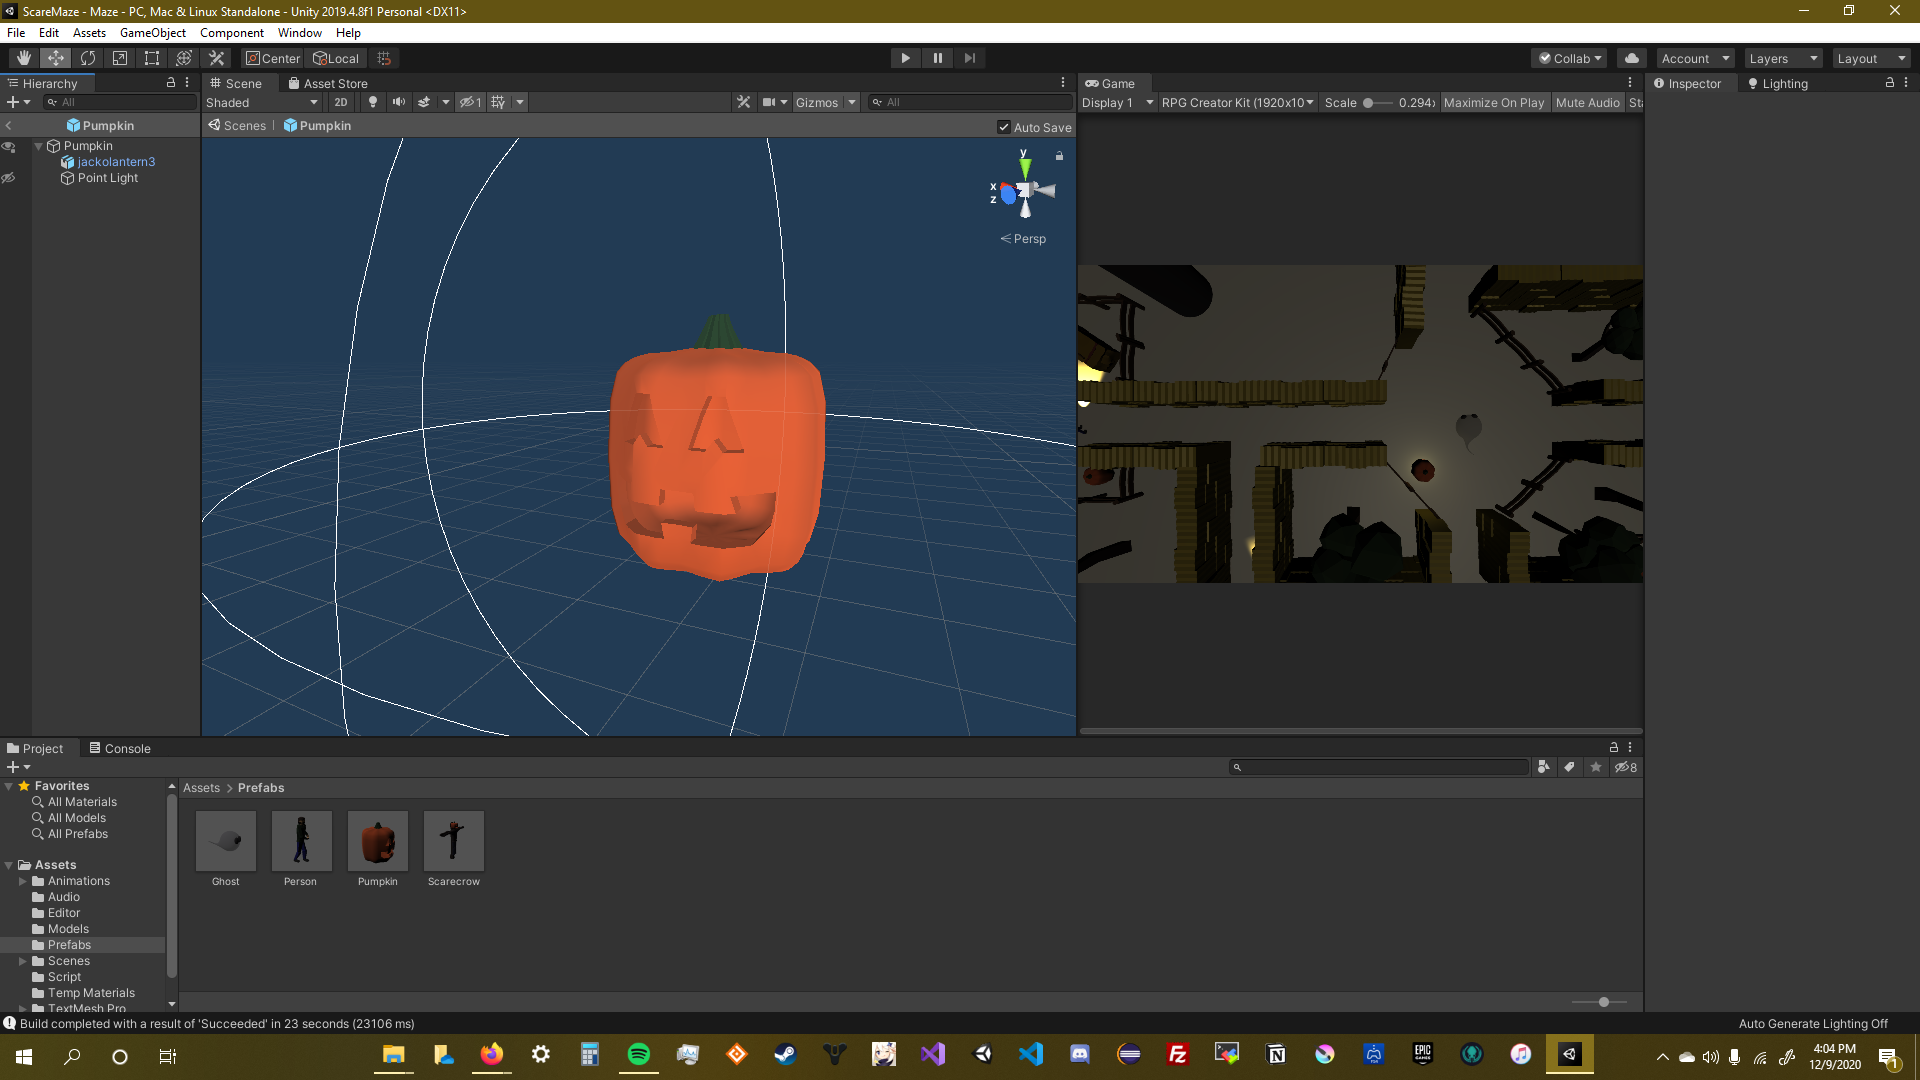 ScareMaze - Maze - PC, Mac & Linux Standalone - Unity 2019.4.8f1 Personal <DX11>
File Edit Assets GameObject Component Window Help
Center Local Collab Account Layers Layout
Hierarchy Scene Asset Store Game Inspector Lighting
All Shaded 2D 1 Gizmos All Display 1 RPG Creator Kit (1920x10 Scale 0.294x Maximize On Play Mute Audio Sta
Pumpkin Scenes Pumpkin Auto Save
Pumpkin
jackolantern3
Point Light
y
x
z
Persp
Project Console
8
Favorites
All Materials
All Models
All Prefabs
Assets
Animations
Audio
Editor
Models
Prefabs
Scenes
Script
Temp Materials
TextMesh Pro
Assets > Prefabs
Ghost Person Pumpkin Scarecrow
Build completed with a result of 'Succeeded' in 23 seconds (23106 ms) Auto Generate Lighting Off
EPIC
GAMES
4:04 PM
12/9/2020
1